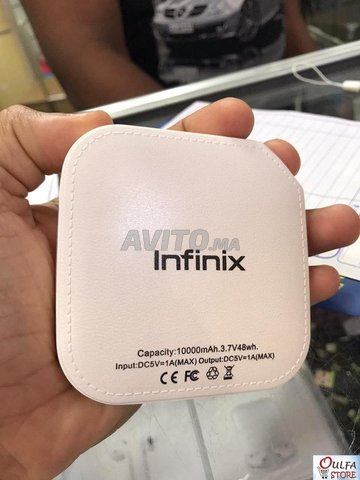 AVITO.ma
Infinix
Capacity:10000mAh.3.7V48wh.
Input:DC5V=1A(MAX) Output:DC5V=1A(MAX)
CE FC
OULFA
STORE